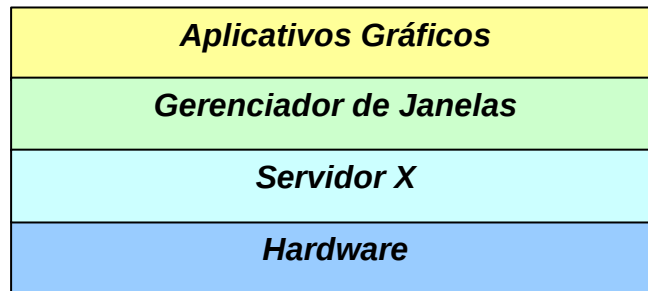 Aplicativos Gráficos
Gerenciador de Janelas
Servidor X
Hardware